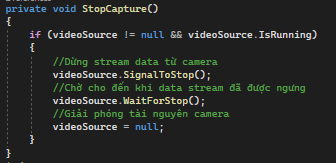 private void StopCapture()
{
if (videoSource != null && videoSource.IsRunning)
{
//Dừng stream data từ camera
videoSource.SignalToStop();
//Chờ cho đến khi data stream đã được ngưng
videoSource.WaitForStop();
//Giải phóng tài nguyên camera
videoSource = null;
}
}